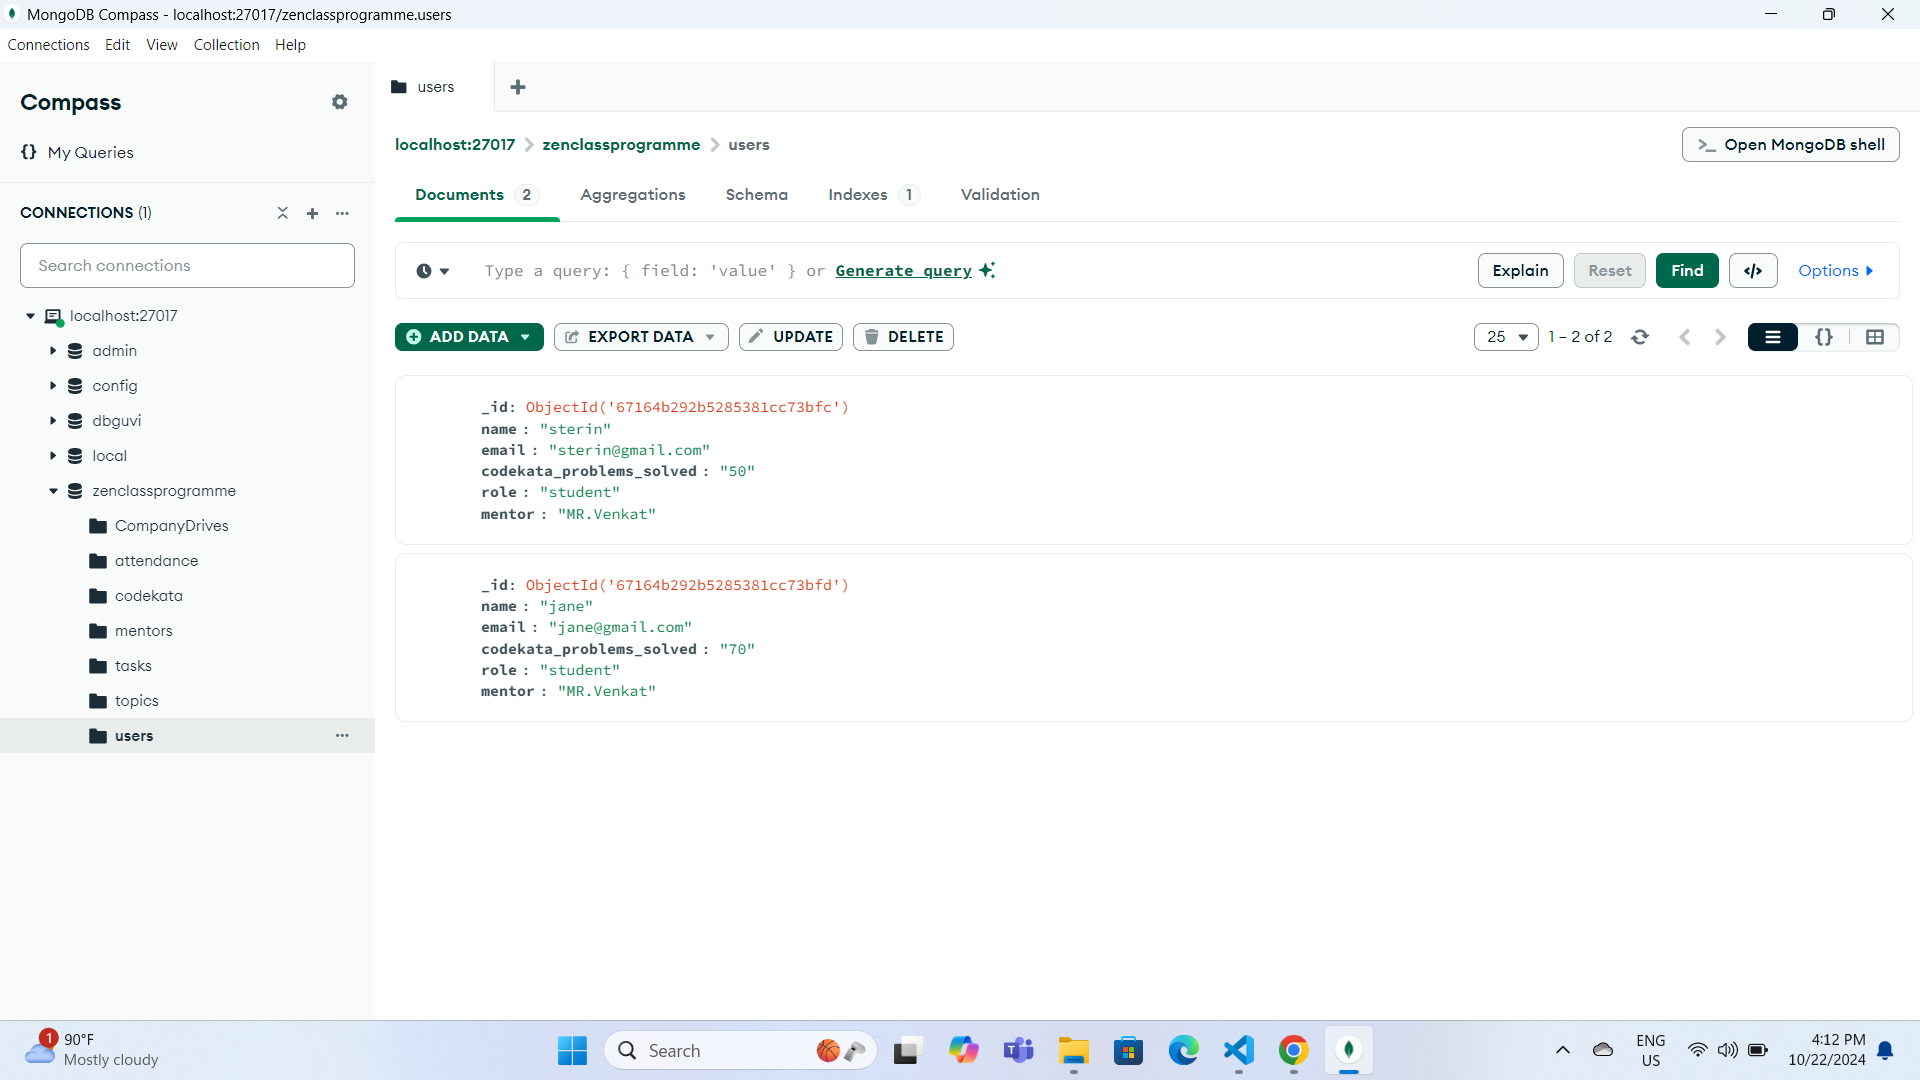 MongoDB Compass - localhost:27017/zenclassprogramme.users
Connections Edit View Collection Help
Compass
{} My Queries
CONNECTIONS (1)
Search connections
localhost:27017
admin
config
dbguvi
local
zenclassprogramme
CompanyDrives
attendance
codekata
mentors
tasks
topics
users
users
localhost:27017 > zenclassprogramme > users
>_ Open MongoDB shell
Documents 2 Aggregations Schema Indexes 1 Validation
Type a query: { field: 'value' } or Generate query
Explain Reset Find </> Options
ADD DATA EXPORT DATA UPDATE DELETE
25 1 – 2 of 2 {}
_id: ObjectId('67164b292b5285381cc73bfc')
name : "sterin"
email : "sterin@gmail.com"
codekata_problems_solved : "50"
role : "student"
mentor : "MR.Venkat"
_id: ObjectId('67164b292b5285381cc73bfd')
name : "jane"
email : "jane@gmail.com"
codekata_problems_solved : "70"
role : "student"
mentor : "MR.Venkat"
1
90°F
Mostly cloudy
Search
ENG
US
4:12 PM
10/22/2024